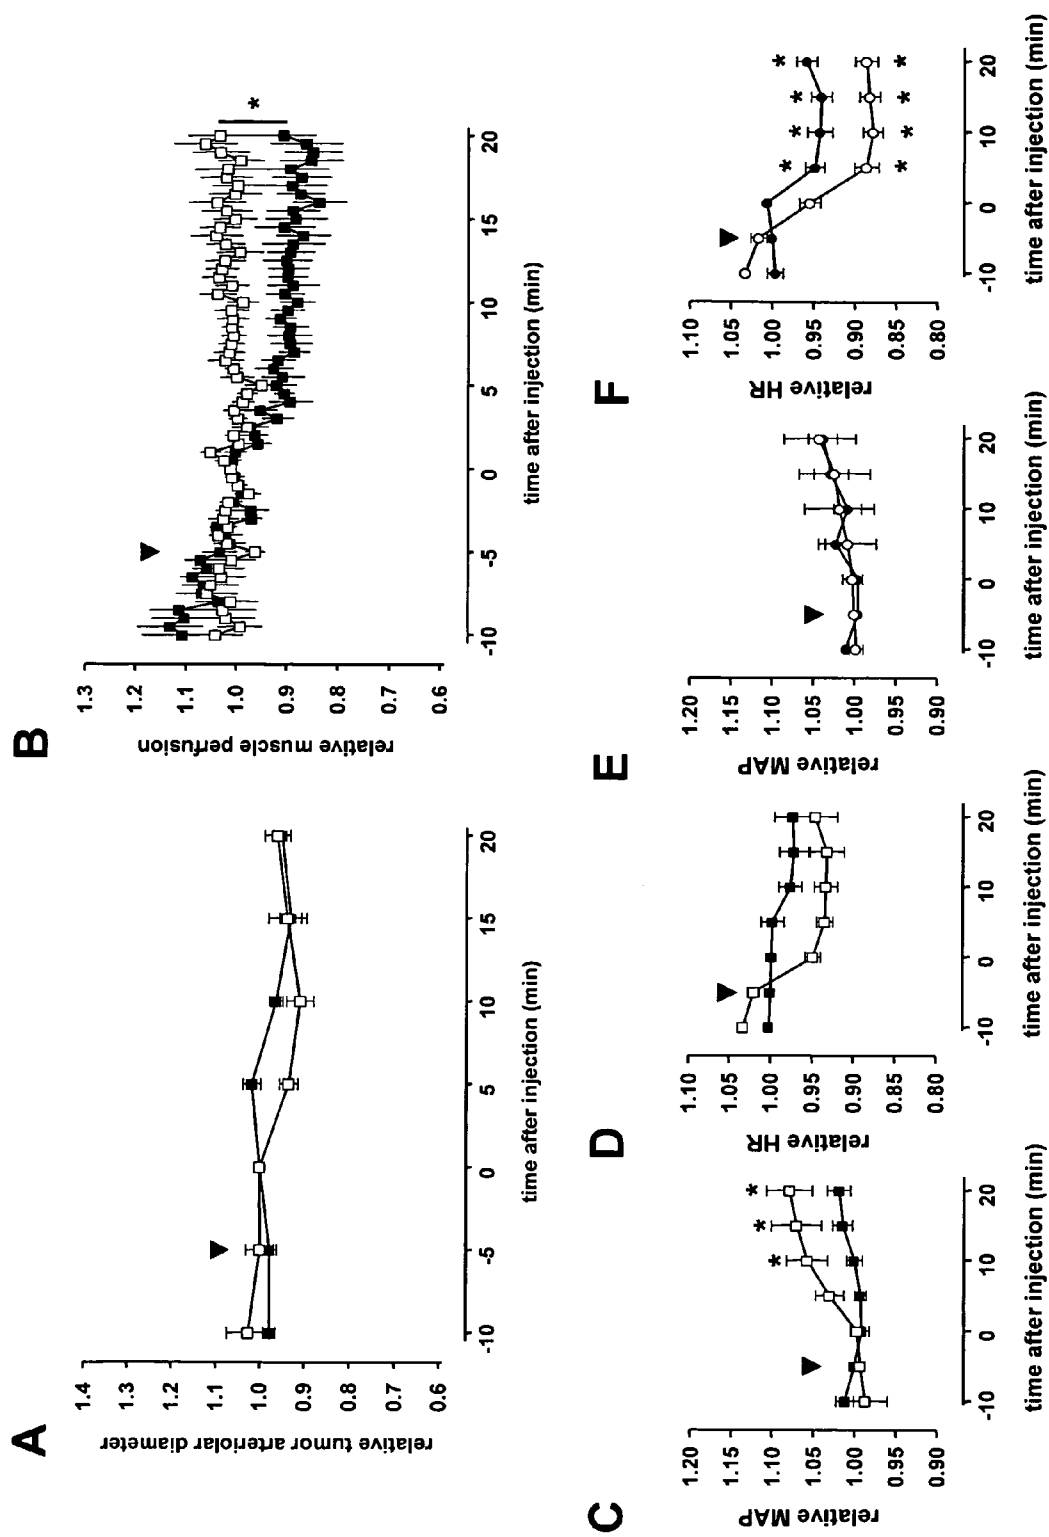 A
relative tumor arteriolar diameter
1.4
1.3
1.2
1.1
1.0
0.9
0.8
0.7
0.6
-10 -5 0 5 10 15 20
time after injection (min)
B
relative muscle perfusion
1.3
1.2
1.1
1.0
0.9
0.8
0.7
0.6
*
-10 -5 0 5 10 15 20
time after injection (min)
C
relative MAP
1.20
1.15
1.10
1.05
1.00
0.95
0.90
* * *
-10 0 10 20
time after injection (min)
D
relative HR
1.10
1.05
1.00
0.95
0.90
0.85
0.80
-10 0 10 20
time after injection (min)
E
relative MAP
1.20
1.15
1.10
1.05
1.00
0.95
0.90
-10 0 10 20
time after injection (min)
F
relative HR
1.10
1.05
1.00
0.95
0.90
0.85
0.80
* * * *
* * * *
-10 0 10 20
time after injection (min)